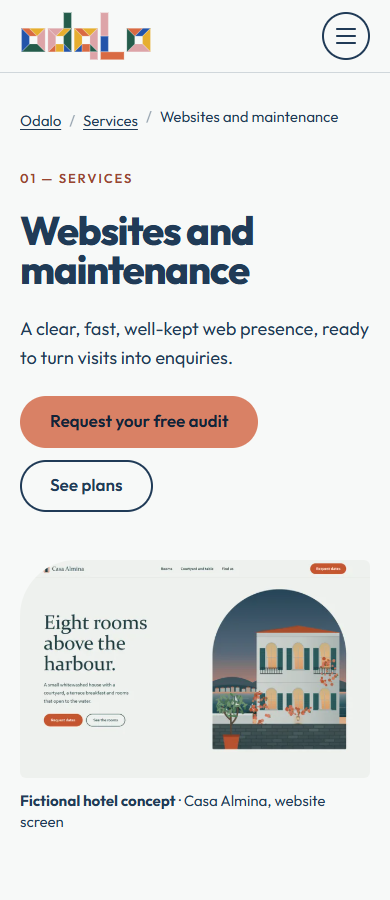 odalo
Odalo / Services / Websites and maintenance
01 — SERVICES
Websites and
maintenance
A clear, fast, well-kept web presence, ready
to turn visits into enquiries.
Request your free audit
See plans
Casa Almina
Rooms
Courtyard and table
Find us
Request dates
Eight rooms
above the
harbour.
A small whitewashed house with a
courtyard, a terrace breakfast and rooms
that open to the water.
Request dates
See the rooms
Fictional hotel concept · Casa Almina, website
screen